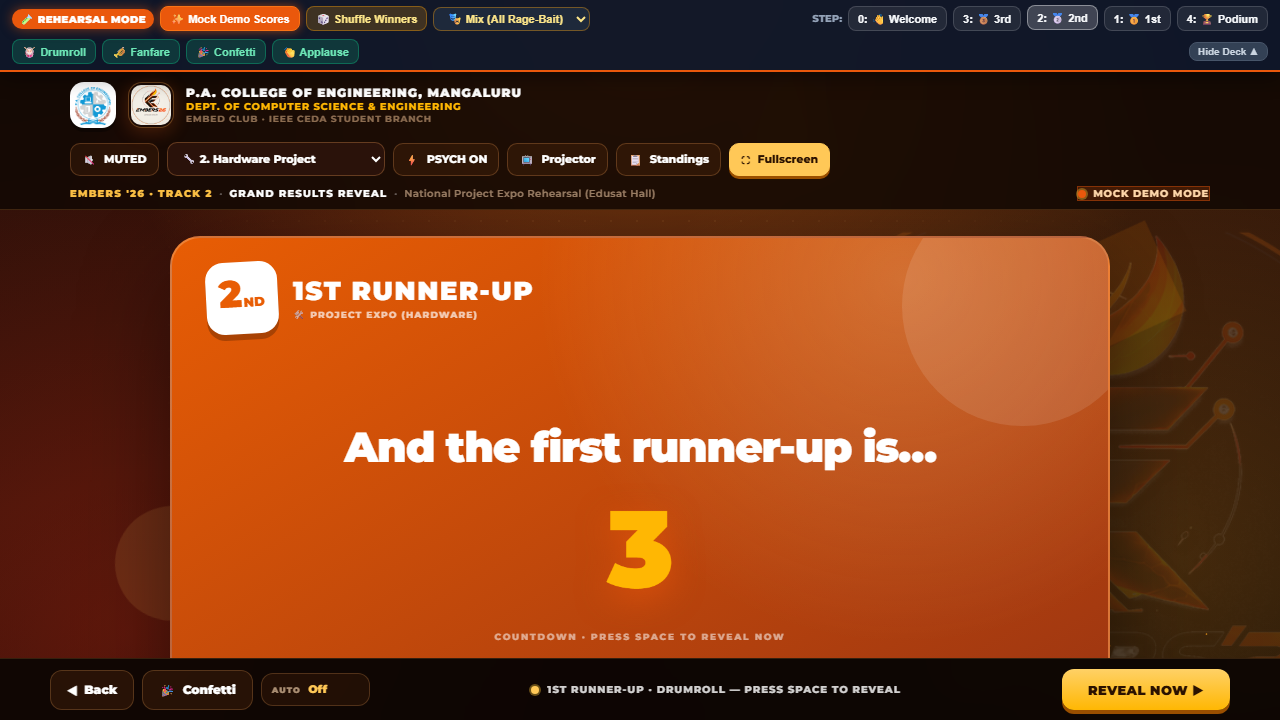 REHEARSAL MODE
Mock Demo Scores
Shuffle Winners
Mix (All Rage-Bait)
STEP:
0: Welcome
3: 3rd
2: 2nd
1: 1st
4: Podium
Drumroll
Fanfare
Confetti
Applause
Hide Deck ▲
P.A. COLLEGE OF ENGINEERING, MANGALURU
DEPT. OF COMPUTER SCIENCE & ENGINEERING
EMBED CLUB · IEEE CEDA STUDENT BRANCH
MUTED
2. Hardware Project
PSYCH ON
Projector
Standings
Fullscreen
EMBERS '26 • TRACK 2 · GRAND RESULTS REVEAL · National Project Expo Rehearsal (Edusat Hall)
MOCK DEMO MODE
2ND
1ST RUNNER-UP
PROJECT EXPO (HARDWARE)
And the first runner-up is...
3
COUNTDOWN · PRESS SPACE TO REVEAL NOW
◀ Back
Confetti
AUTO Off
1ST RUNNER-UP · DRUMROLL — PRESS SPACE TO REVEAL
REVEAL NOW ▶